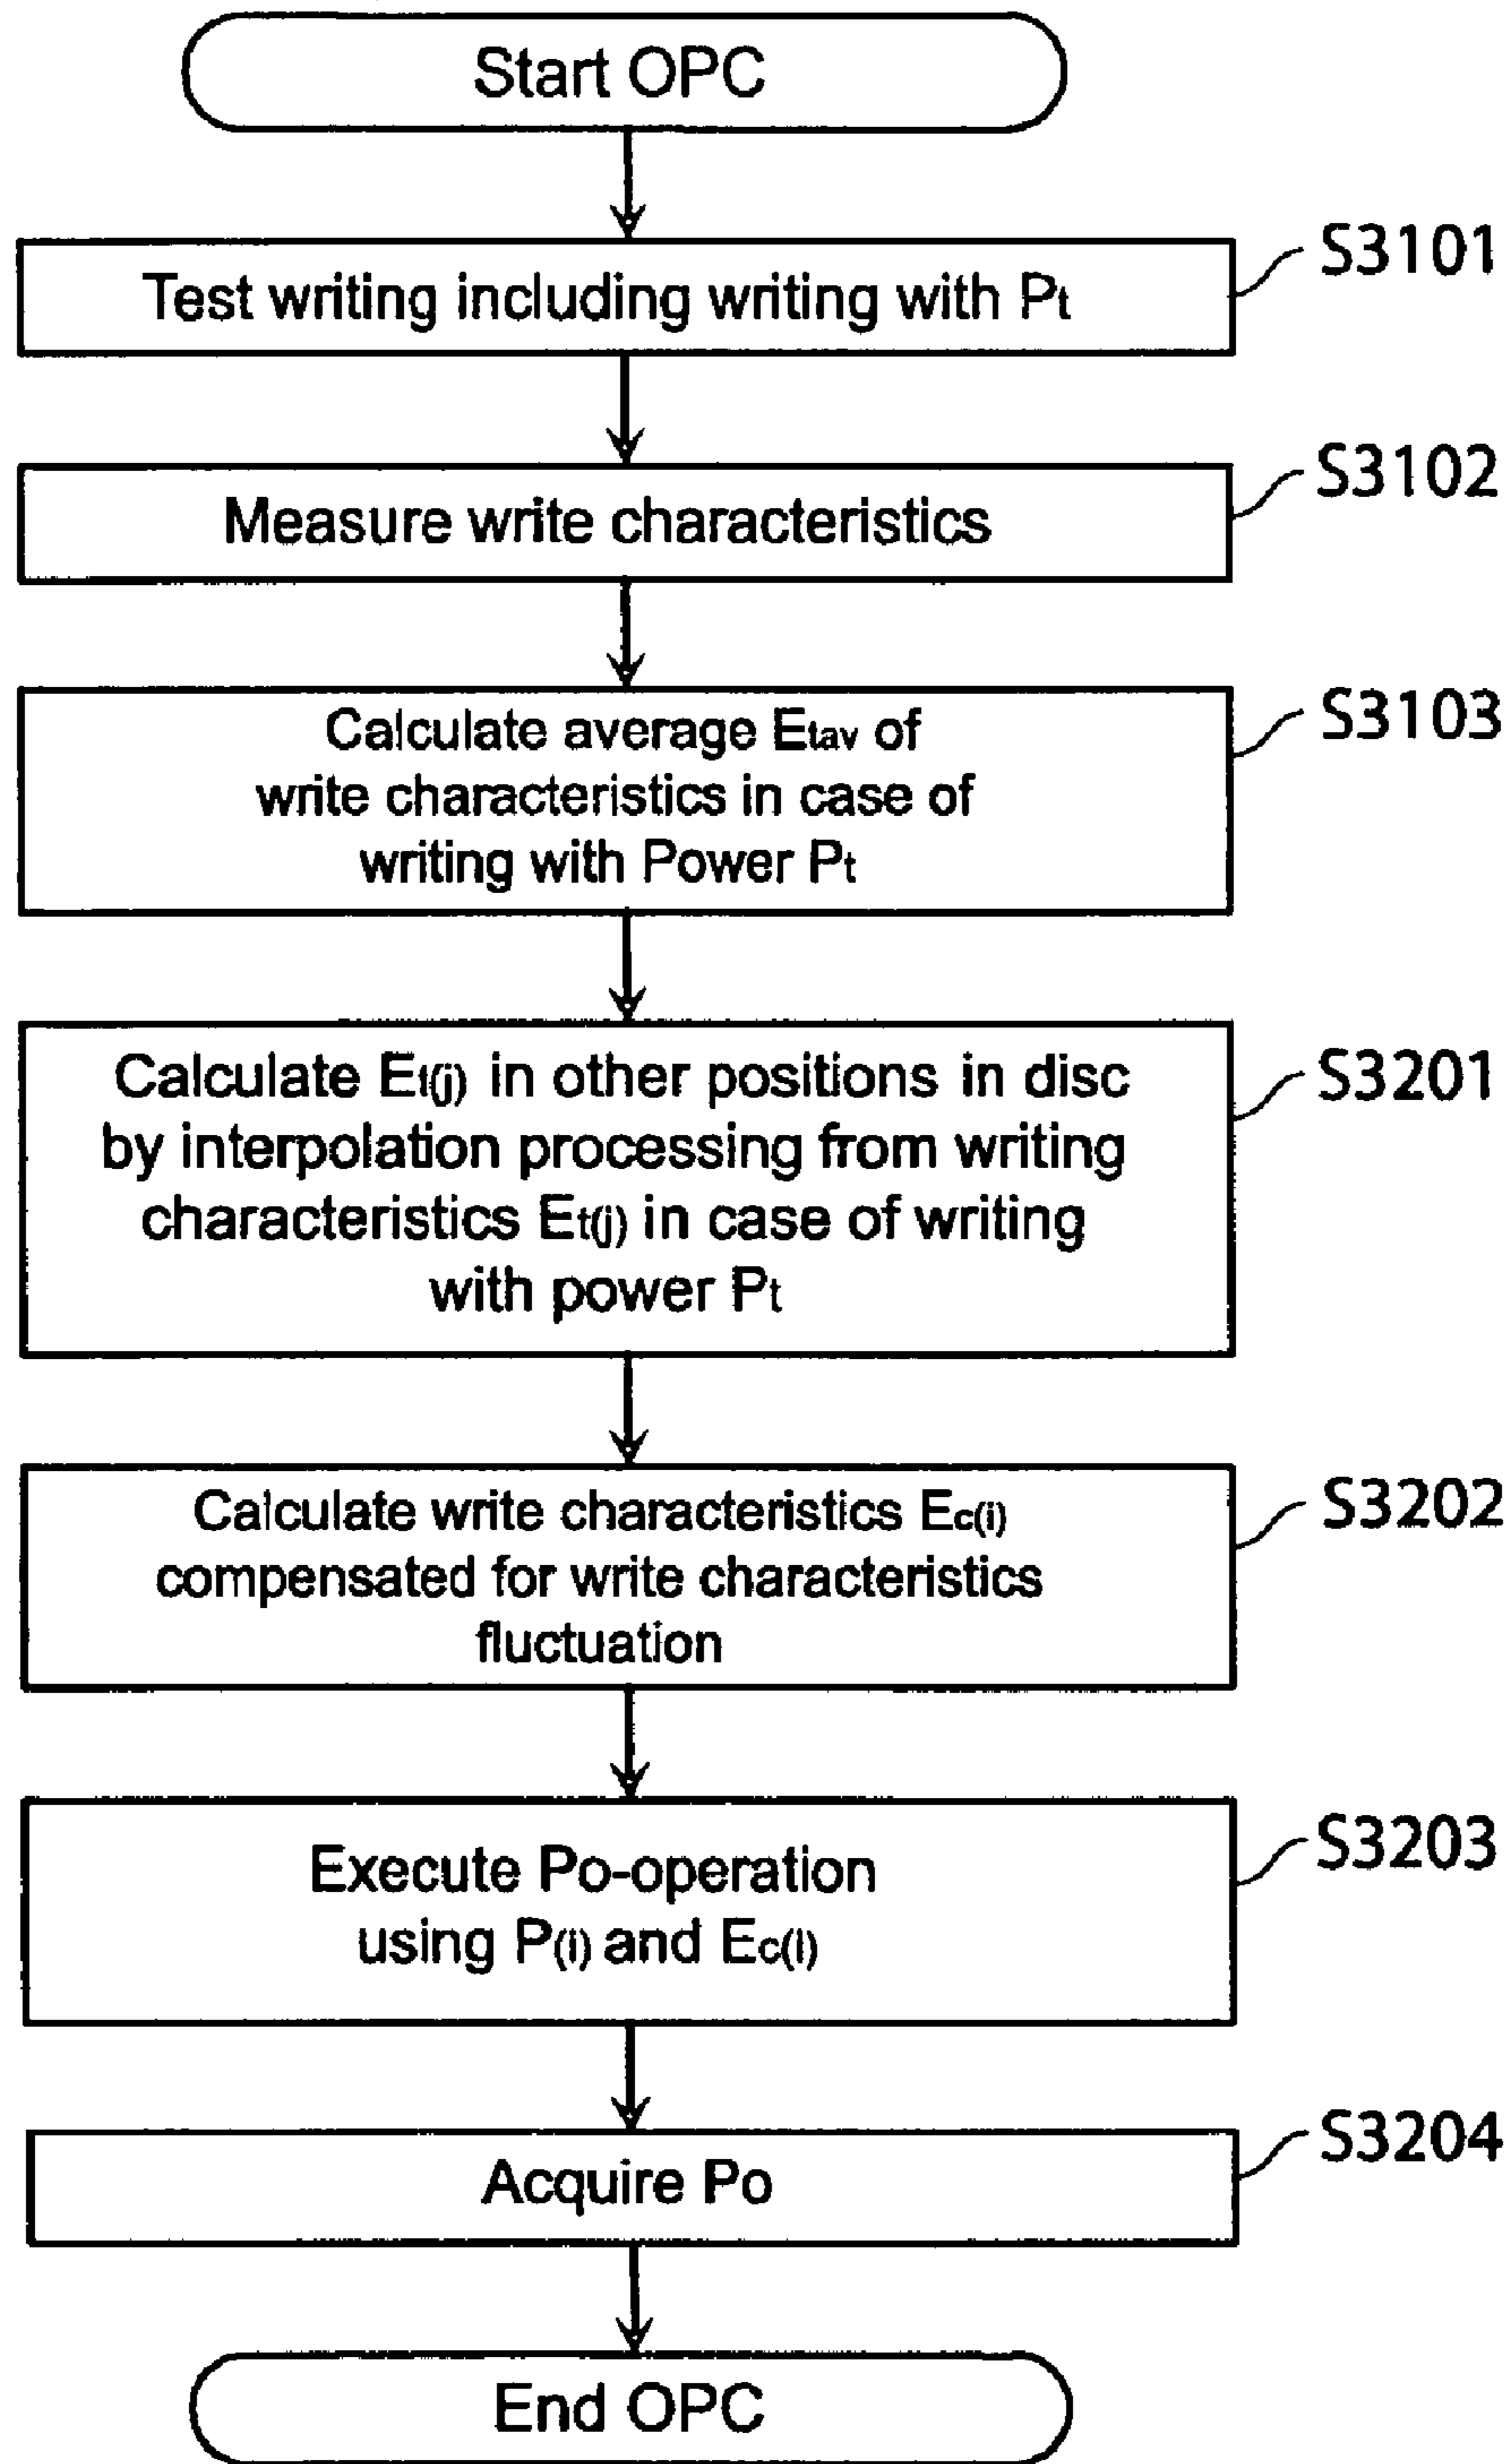 Start OPC
Test writing including writing with Pt
S3101
Measure write characteristics
S3102
Calculate average Etav of
write characteristics in case of
writing with Power Pt
S3103
Calculate Et(j) in other positions in disc
by interpolation processing from writing
characteristics Et(j) in case of writing
with power Pt
S3201
Calculate write characteristics Ec(i)
compensated for write characteristics
fluctuation
S3202
Execute Po-operation
using P(i) and Ec(i)
S3203
Acquire Po
S3204
End OPC